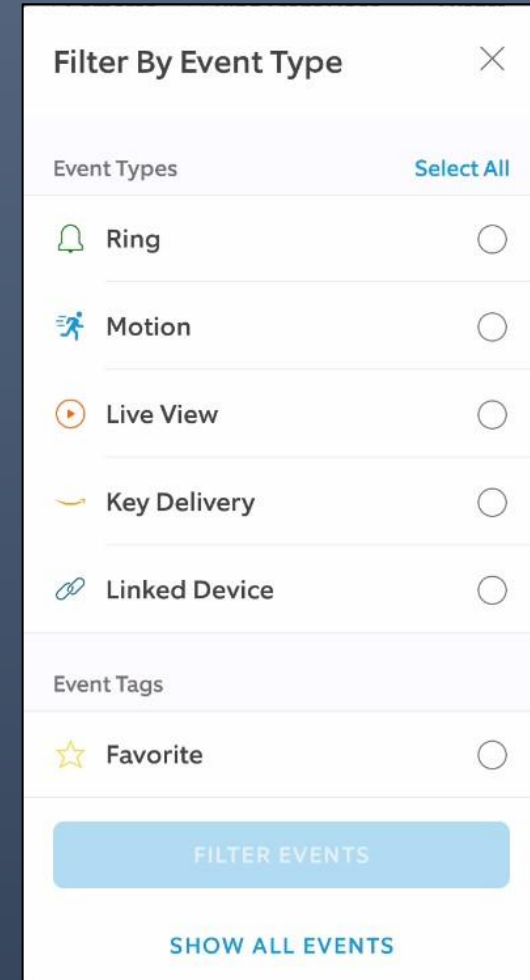 Filter By Event Type
Event Types Select All
Ring
Motion
Live View
Key Delivery
Linked Device
Event Tags
Favorite
FILTER EVENTS
SHOW ALL EVENTS